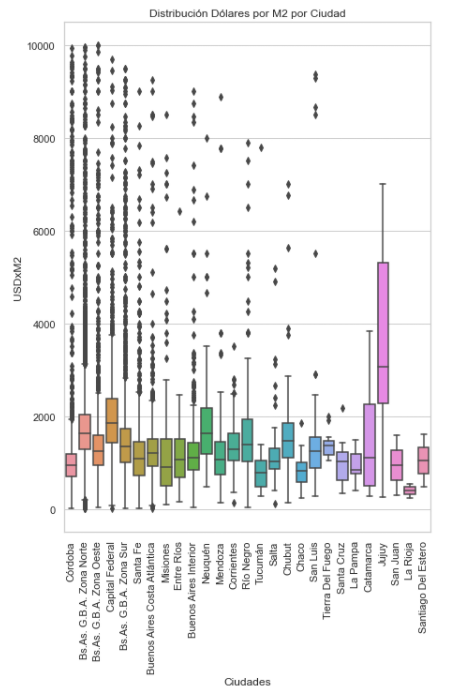 Distribución Dólares por M2 por Ciudad
10000
8000
6000
4000
2000
0
USDxM2
Córdoba
Bs.As. G.B.A. Zona Norte
Bs.As. G.B.A. Zona Oeste
Capital Federal
Bs.As. G.B.A. Zona Sur
Santa Fe
Buenos Aires Costa Atlántica
Misiones
Entre Ríos
Buenos Aires Interior
Neuquén
Mendoza
Corrientes
Río Negro
Tucumán
Salta
Chubut
Chaco
San Luis
Tierra Del Fuego
Santa Cruz
La Pampa
Catamarca
Jujuy
San Juan
La Rioja
Santiago Del Estero
Ciudades